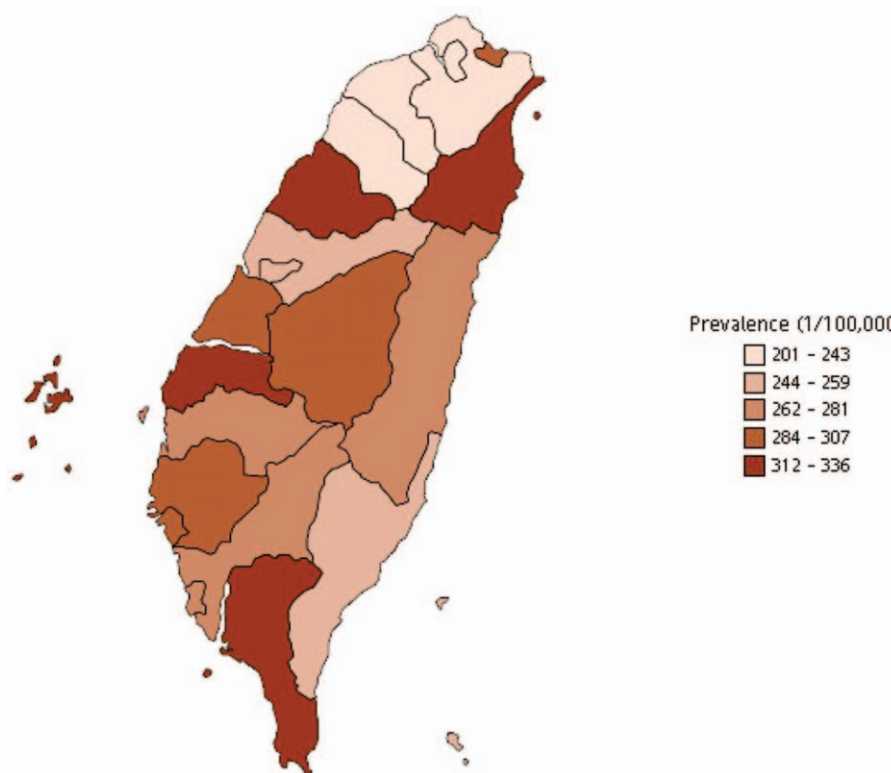 Prevalence (1/100,000
201 - 243
244 - 259
262 - 281
284 - 307
312 - 336